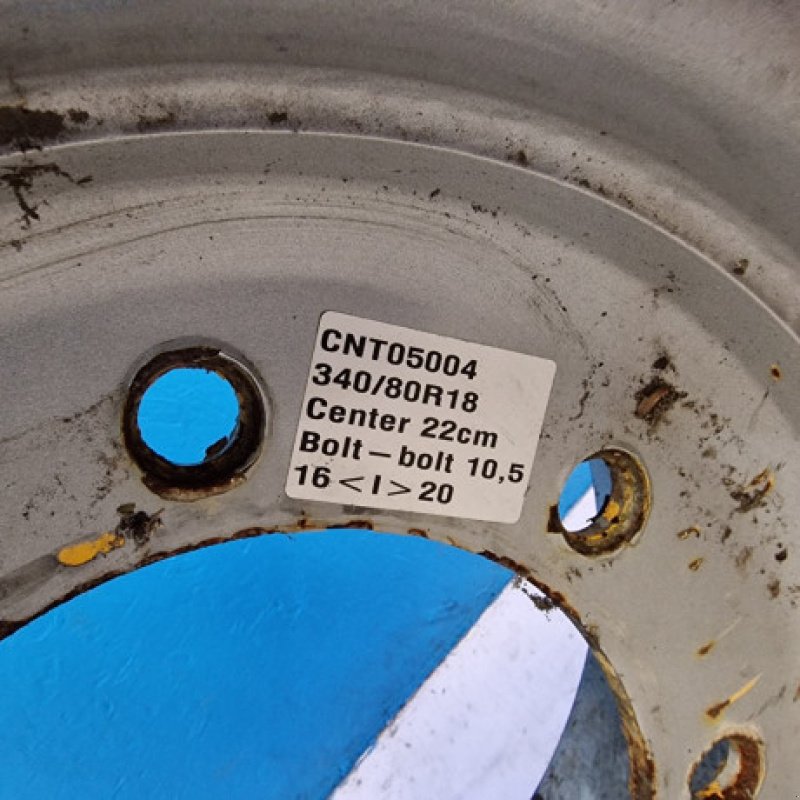 CNT05004
340/80R18
Center 22cm
Bolt – bolt 10,5
16 < I > 20